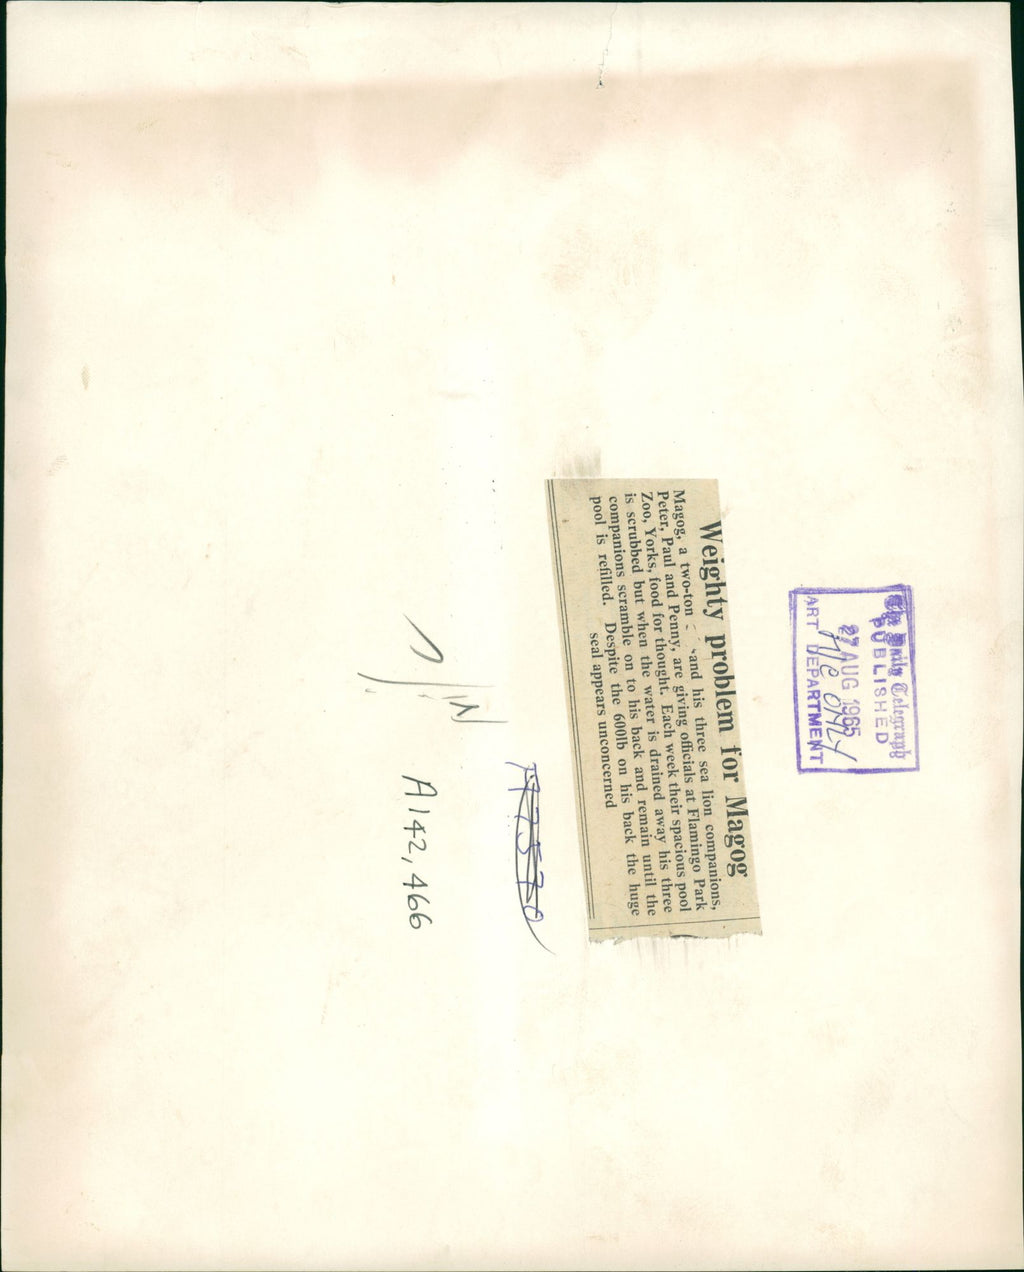 The Daily Telegraph
PUBLISHED
27 AUG 1965
A/C ONLY
ART DEPARTMENT
Weighty problem for Magog
Magog, a two-ton and his three sea lion companions,
Peter, Paul and Penny, are giving officials at Flamingo Park
Zoo, Yorks, food for thought. Each week their spacious pool
is scrubbed but when the water is drained away his three
companions scramble on to his back and remain until the
pool is refilled. Despite the 600lb on his back the huge
seal appears unconcerned
A142,466